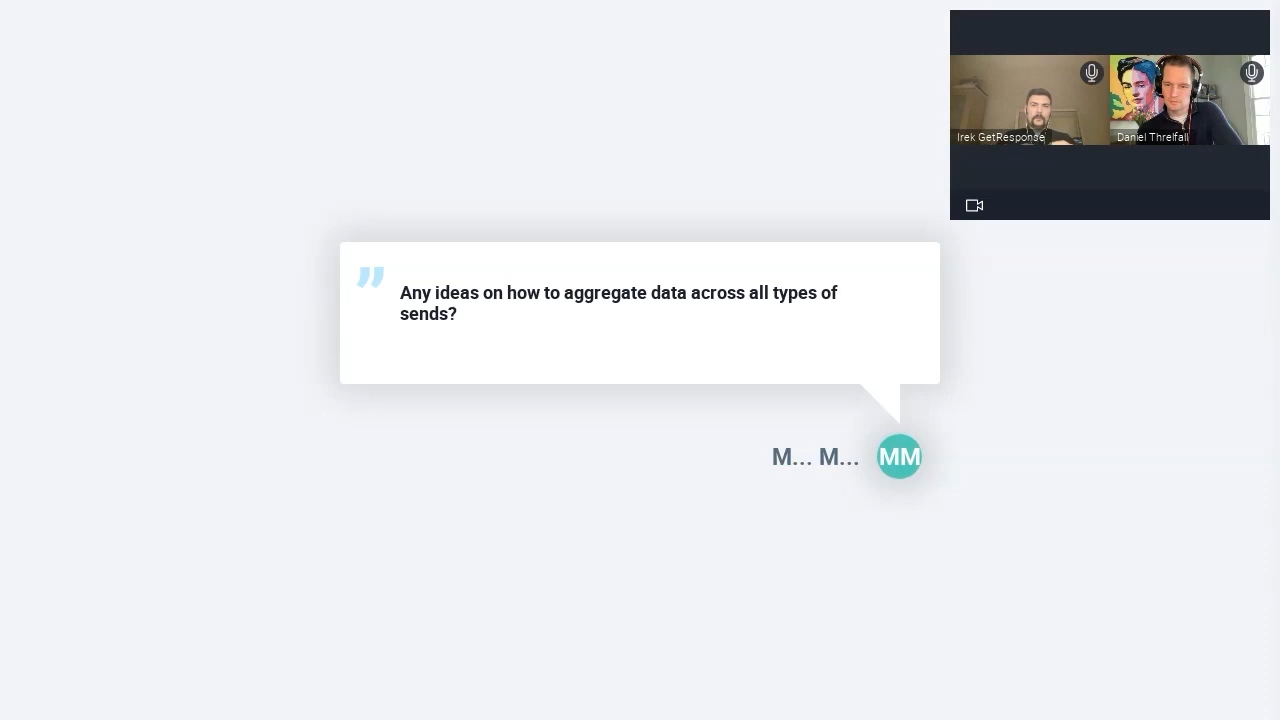 Irek GetResponse
Daniel Threlfall
”
Any ideas on how to aggregate data across all types of
sends?
M... M...
MM